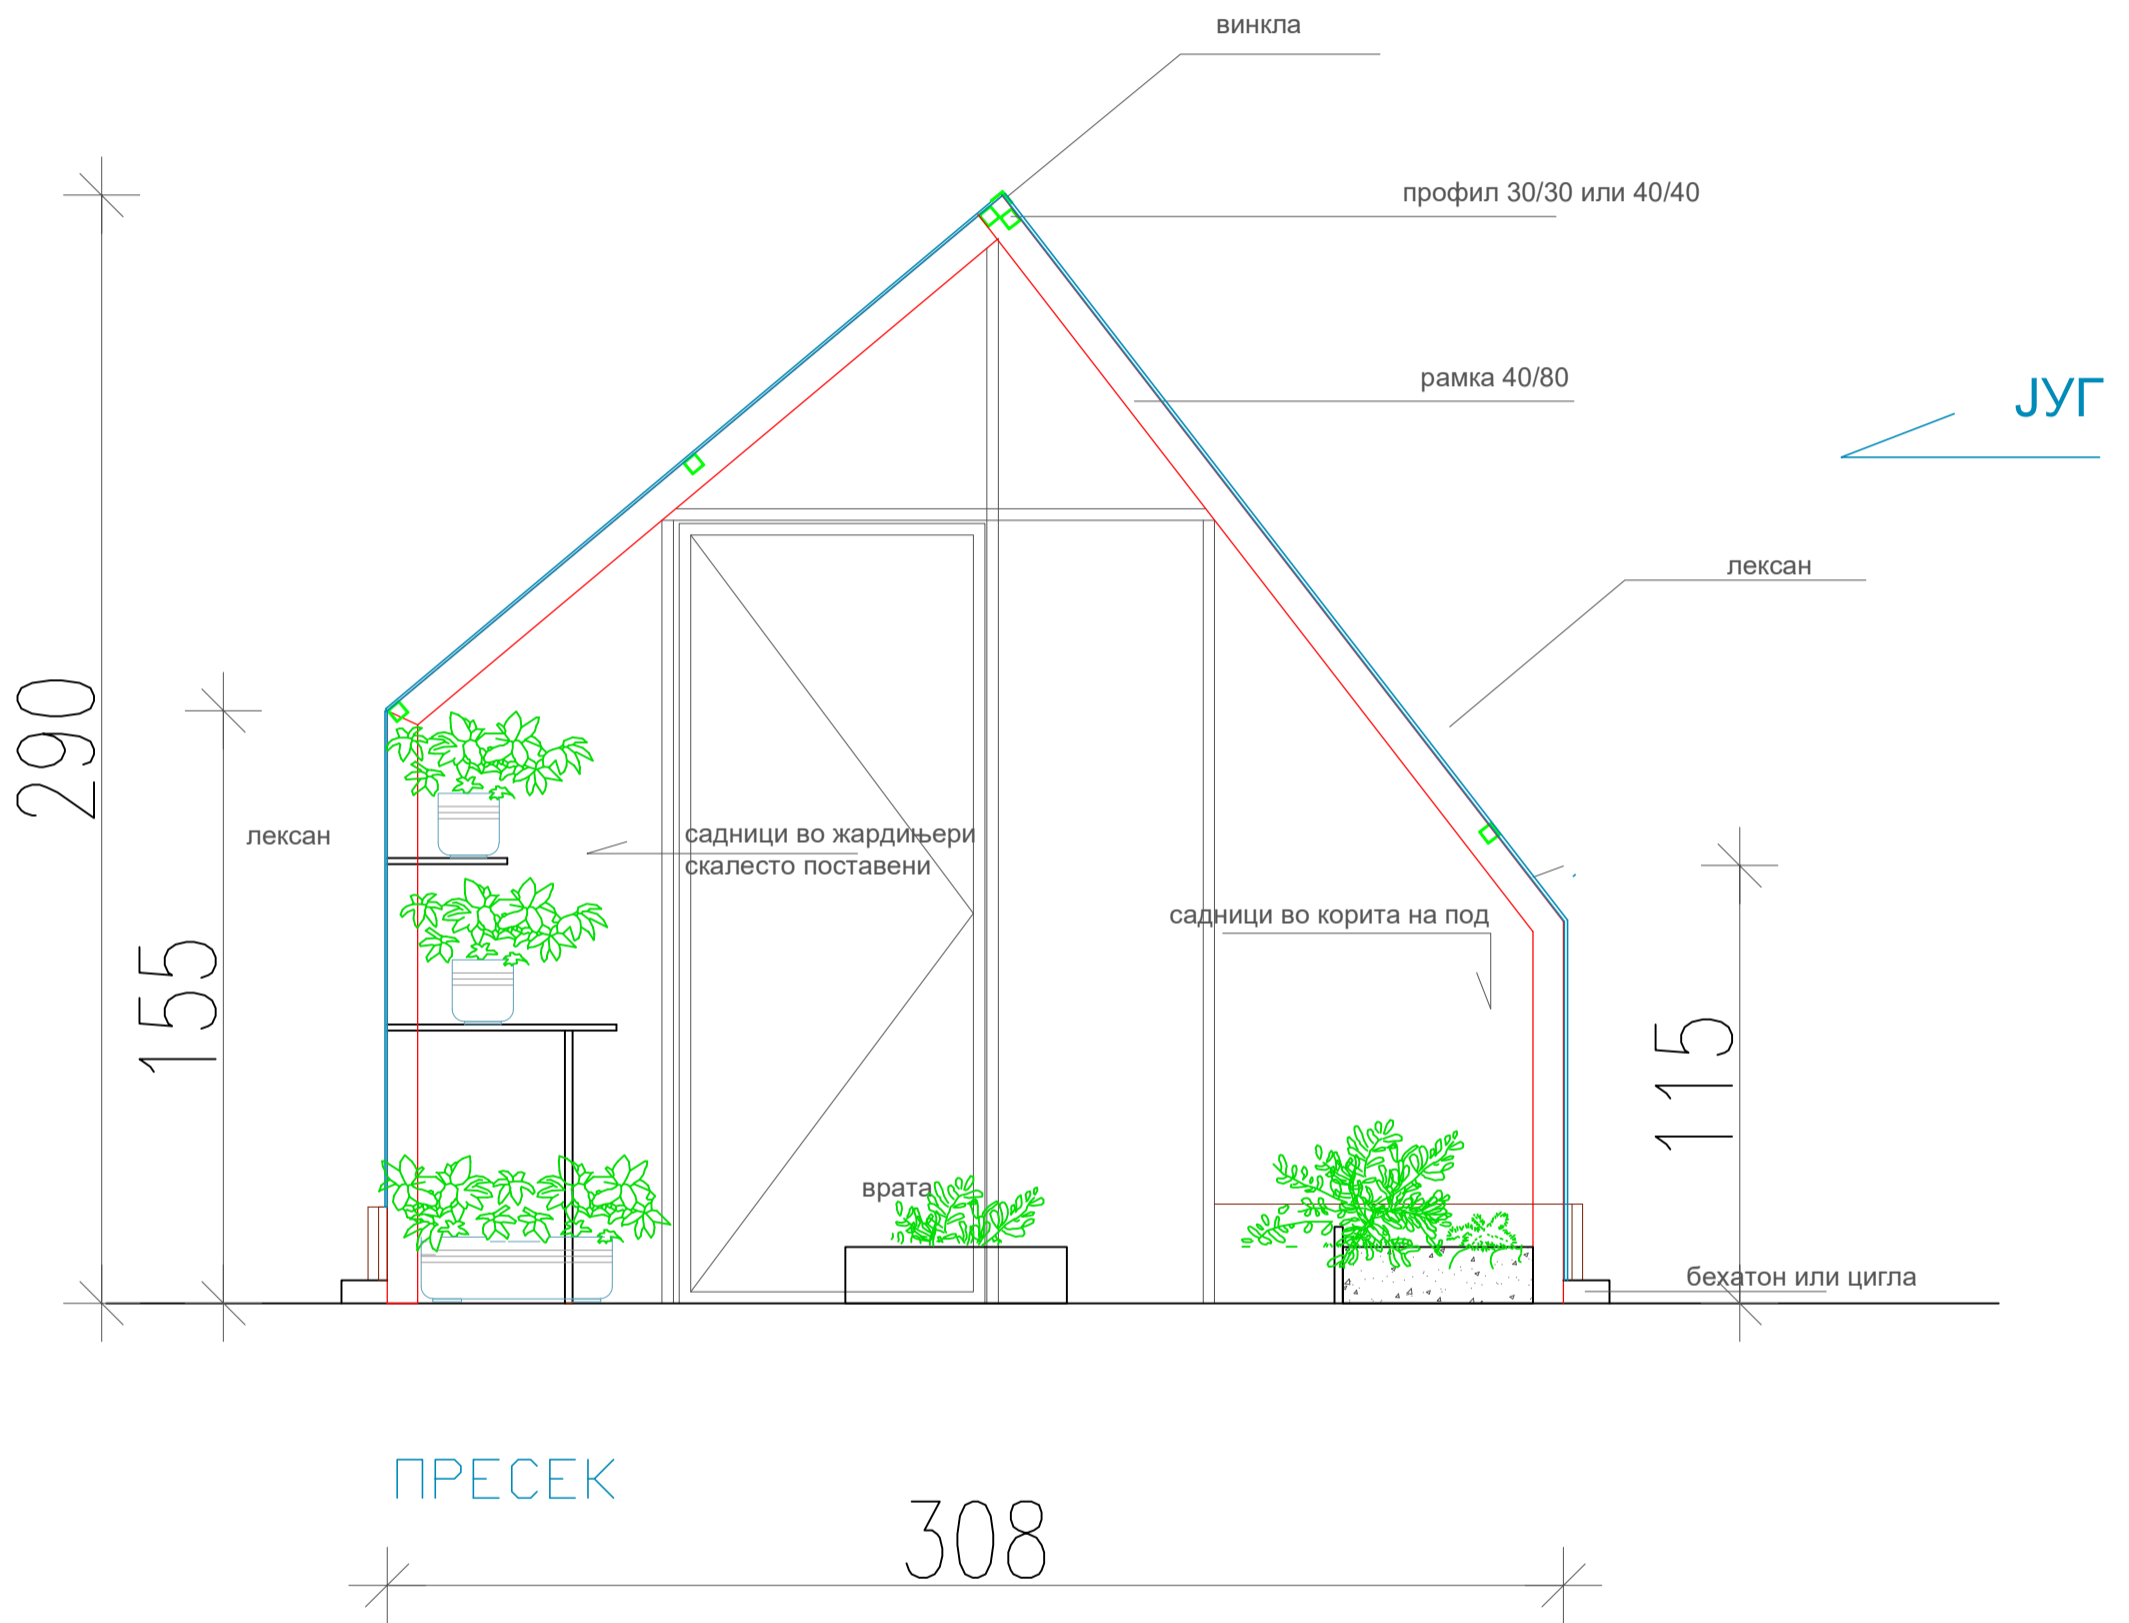 винкла
профил 30/30 или 40/40
рамка 40/80
ЈУГ
лексан
290
лексан
садници во жардињери
скалесто поставени
155
садници во корита на под
115
врата
бехатон или цигла
ПРЕСЕК
308